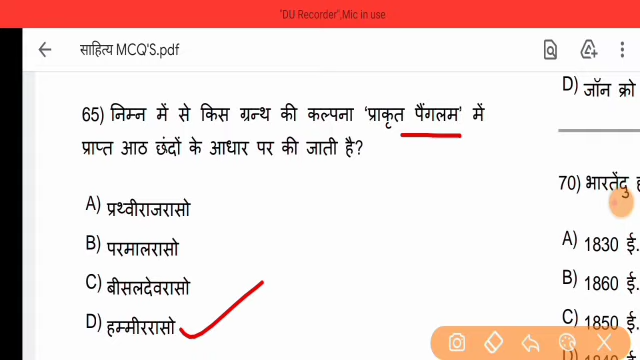 "DU Recorder",Mic in use
साहित्य MCQ'S.pdf
65) निम्न में से किस ग्रन्थ की कल्पना 'प्राकृत पैंगलम' में
प्राप्त आठ छंदों के आधार पर की जाती है?
A) प्रथ्वीराजरासो
B) परमालरासो
C) बीसलदेवरासो
D) हम्मीररासो
D) जॉन क्रो
70) भारतेंदु ह
A) 1830 ई.
B) 1860 ई.
C) 1850 ई.